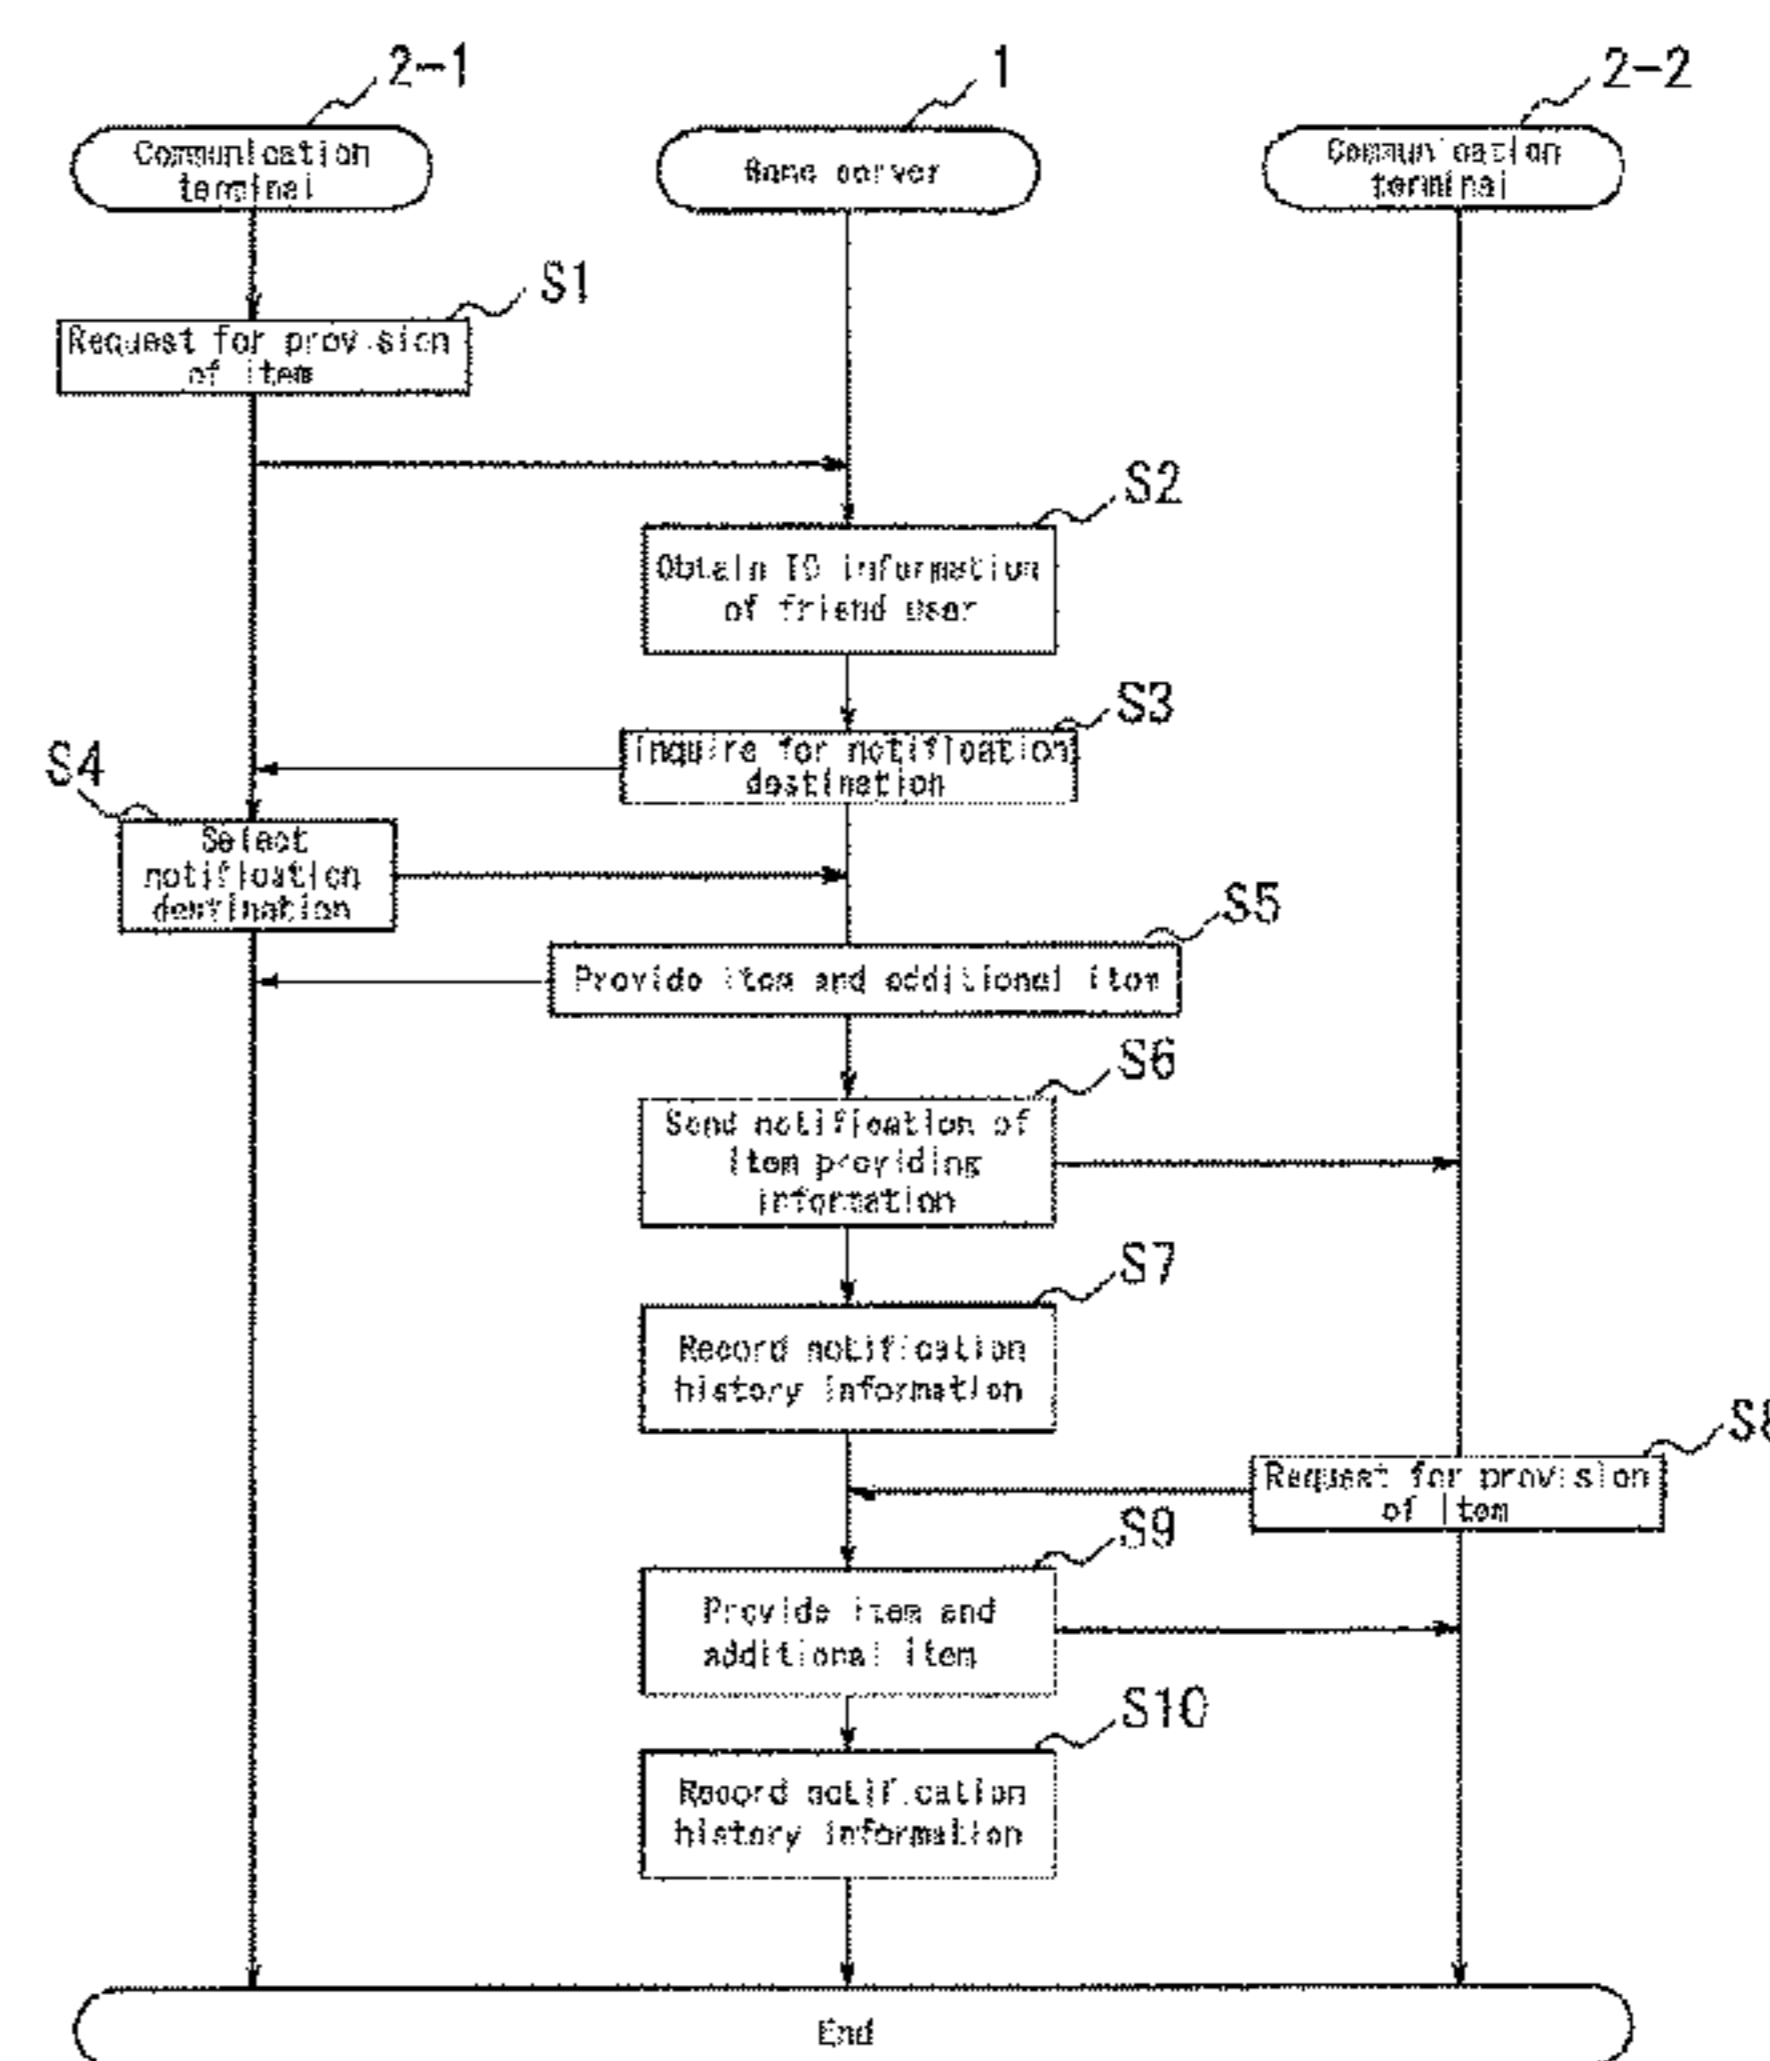 2-1
1
2-2
Communication
terminal
Game server
Communication
terminal
S1
Request for provision
of item
S2
Obtain ID information
of friend user
S3
Inquire for notification
destination
S4
Select
notification
destination
S5
Provide item and additional item
S6
Send notification of
item providing
information
S7
Record notification
history information
S8
Request for provision
of item
S9
Provide item and
additional item
S10
Record notification
history information
End